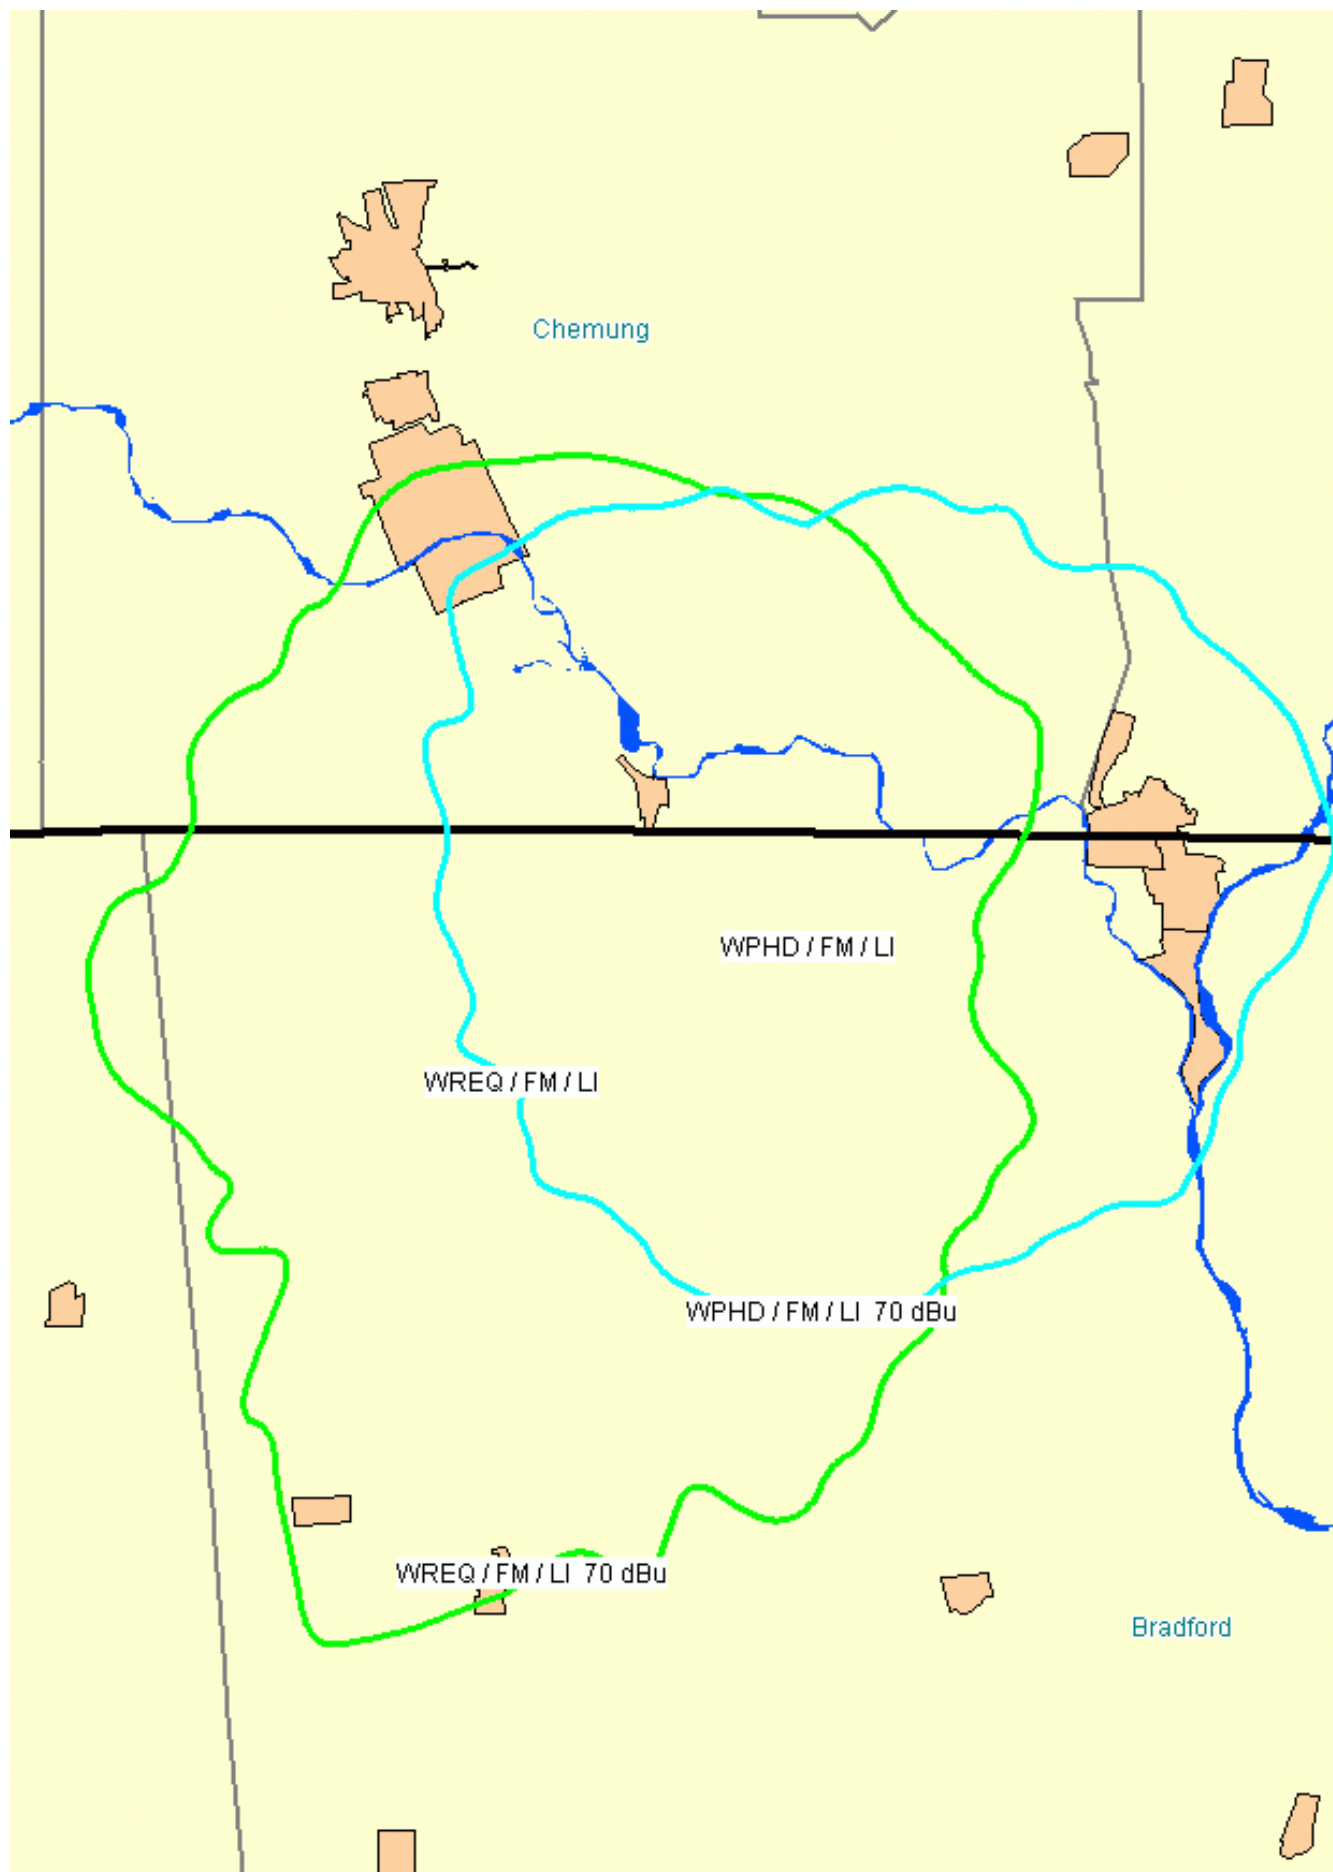 Chemung
WPHD / FM / LI
WREQ / FM / LI
WPHD / FM / LI 70 dBu
WREQ / FM / LI 70 dBu
Bradford